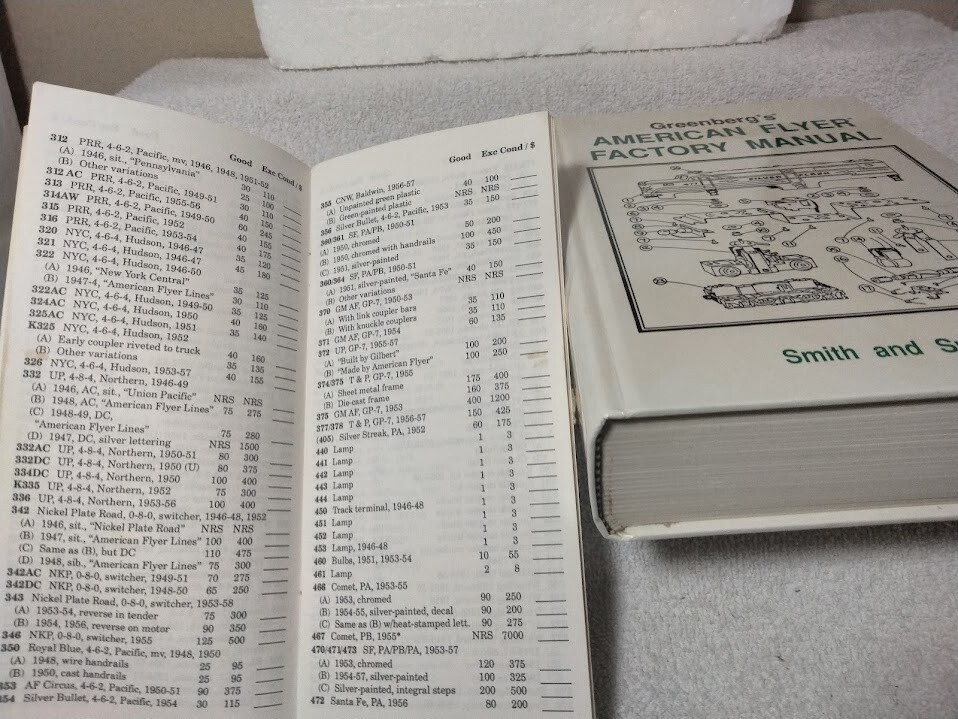 Good Exc Cond/$
312 PRR, 4-6-2, Pacific, mv, 1946, 1948, 1951-52
(A) 1946, sit., "Pennsylvania" 30 110
(B) Other variations 25 100
312 AC PRR, 4-6-2, Pacific, 1949-51 30 110
313 PRR, 4-6-2, Pacific, 1955-56 40 150
314AW PRR, 4-6-2, Pacific, 1949-50 60 245
315 PRR, 4-6-2, Pacific, 1952 40 155
316 PRR, 4-6-2, Pacific, 1953-54 40 175
320 NYC, 4-6-4, Hudson, 1946-47 35 120
321 NYC, 4-6-4, Hudson, 1946-47 45 180
322 NYC, 4-6-4, Hudson, 1946-50
(A) 1946, "New York Central" 35 125
(B) 1947-4, "American Flyer Lines" 30 110
322AC NYC, 4-6-4, Hudson, 1949-50 35 125
324AC NYC, 4-6-4, Hudson, 1950 40 160
325AC NYC, 4-6-4, Hudson, 1951 35 140
K325 NYC, 4-6-4, Hudson, 1952
(A) Early coupler riveted to truck 40 160
(B) Other variations 35 135
326 NYC, 4-6-4, Hudson, 1953-57 40 155
332 UP, 4-8-4, Northern, 1946-49
(A) 1946, AC, sit., "Union Pacific" NRS NRS
(B) 1948, AC, "American Flyer Lines" 75 275
(C) 1948-49, DC,
"American Flyer Lines" 75 280
(D) 1947, DC, silver lettering NRS 1500
332AC UP, 4-8-4, Northern, 1950-51 80 300
332DC UP, 4-8-4, Northern, 1950 (U) 80 375
334DC UP, 4-8-4, Northern, 1950 100 400
K335 UP, 4-8-4, Northern, 1952 75 300
336 UP, 4-8-4, Northern, 1953-56 100 400
342 Nickel Plate Road, 0-8-0, switcher, 1946-48, 1952
(A) 1946, sit., "Nickel Plate Road" NRS NRS
(B) 1947, sit., "American Flyer Lines" 100 400
(C) Same as (B), but DC 110 475
(D) 1948, sib., "American Flyer Lines" 75 300
342AC NKP, 0-8-0, switcher, 1949-51 70 275
342DC NKP, 0-8-0, switcher, 1948-50 65 250
343 Nickel Plate Road, 0-8-0, switcher, 1953-58
(A) 1953-54, reverse in tender 75 300
(B) 1954, 1956, reverse on motor 90 350
346 NKP, 0-8-0, switcher, 1955 125 500
350 Royal Blue, 4-6-2, Pacific, mv, 1948, 1950
(A) 1948, wire handrails 25 95
(B) 1950, cast handrails 25 95
353 AF Circus, 4-6-2, Pacific, 1950-51 90 375
354 Silver Bullet, 4-6-2, Pacific, 1954 30 115
Good Exc Cond/$
355 CNW, Baldwin, 1956-57
(A) Unpainted green plastic 40 100
(B) Green-painted plastic NRS NRS
356 Silver Bullet, 4-6-2, Pacific, 1953 35 150
360/361 SF, PA/PB, 1950-51
(A) 1950, chromed 50 200
(B) 1950, chromed with handrails 100 450
(C) 1951, silver-painted 35 150
360/364 SF, PA/PB, 1950-51
(A) 1951, silver-painted, "Santa Fe" 40 150
(B) Other variations NRS NRS
370 GM AF, GP-7, 1950-53
(A) With link coupler bars 35 110
(B) With knuckle couplers 35 110
371 GM AF, GP-7, 1954 60 135
372 UP, GP-7, 1955-57
(A) "Built by Gilbert" 100 200
(B) "Made by American Flyer" 100 250
374/375 T & P, GP-7, 1955
(A) Sheet metal frame 175 400
(B) Die-cast frame 160 375
375 GM AF, GP-7, 1953 400 1200
377/378 T & P, GP-7, 1956-57 150 425
(405) Silver Streak, PA, 1952 60 175
440 Lamp 1 3
441 Lamp 1 3
442 Lamp 1 3
443 Lamp 1 3
444 Lamp 1 3
450 Track terminal, 1946-48 1 3
451 Lamp 1 3
452 Lamp 1 3
453 Lamp, 1946-48 1 3
460 Bulbs, 1951, 1953-54 10 55
461 Lamp 2 8
466 Comet, PA, 1953-55
(A) 1953, chromed 90 250
(B) 1954-55, silver-painted, decal 90 200
(C) Same as (B) w/heat-stamped lett. 90 275
467 Comet, PB, 1955* NRS 7000
470/471/473 SF, PA/PB/PA, 1953-57
(A) 1953, chromed 120 375
(B) 1954-57, silver-painted 100 325
(C) Silver-painted, integral steps 200 500
472 Santa Fe, PA, 1956 80 200
Greenberg's
AMERICAN FLYER
FACTORY MANUAL
Smith and